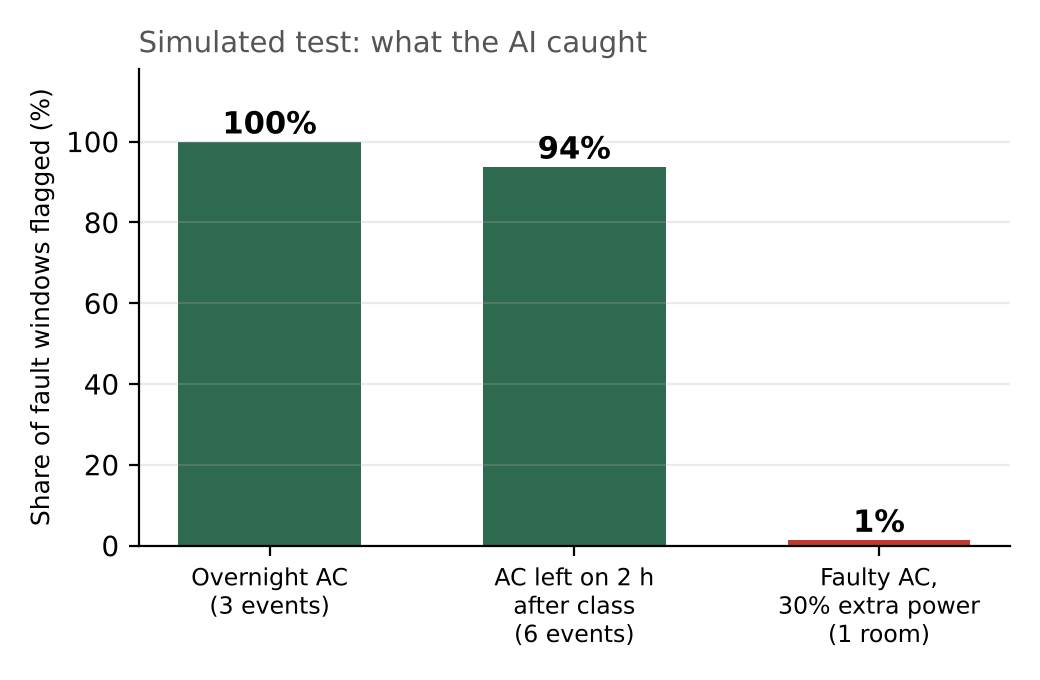 Simulated test: what the AI caught
Share of fault windows flagged (%)
100
80
60
40
20
0
100%
94%
1%
Overnight AC
(3 events)
AC left on 2 h
after class
(6 events)
Faulty AC,
30% extra power
(1 room)